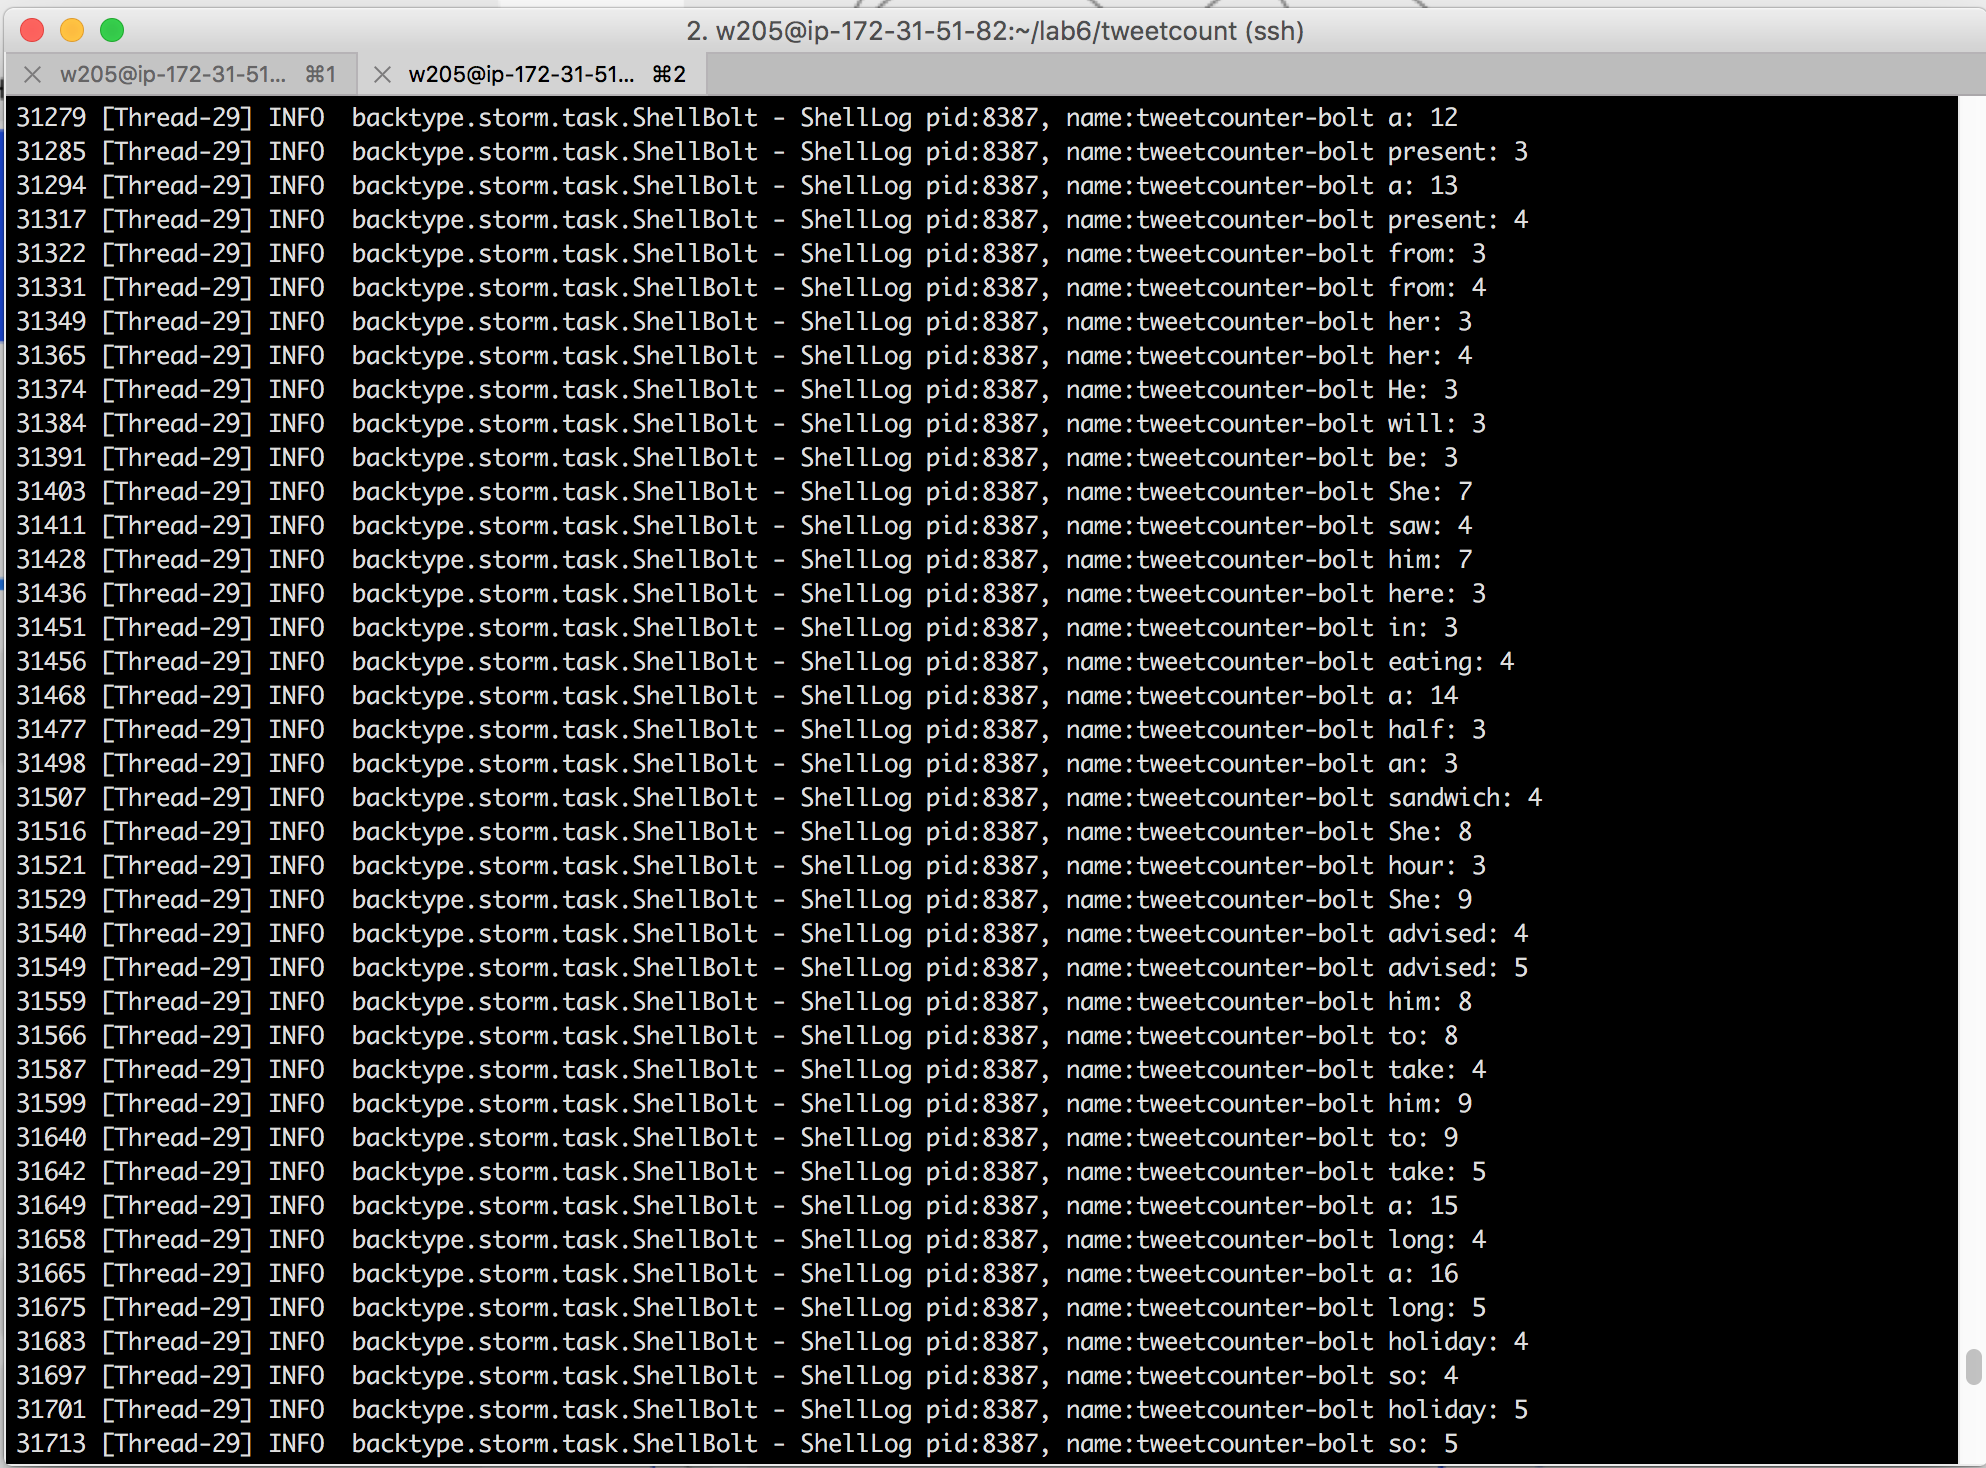 2. w205@ip-172-31-51-82:~/lab6/tweetcount (ssh)
w205@ip-172-31-51... ⌘1 w205@ip-172-31-51... ⌘2
31279 [Thread-29] INFO  backtype.storm.task.ShellBolt - ShellLog pid:8387, name:tweetcounter-bolt a: 12
31285 [Thread-29] INFO  backtype.storm.task.ShellBolt - ShellLog pid:8387, name:tweetcounter-bolt present: 3
31294 [Thread-29] INFO  backtype.storm.task.ShellBolt - ShellLog pid:8387, name:tweetcounter-bolt a: 13
31317 [Thread-29] INFO  backtype.storm.task.ShellBolt - ShellLog pid:8387, name:tweetcounter-bolt present: 4
31322 [Thread-29] INFO  backtype.storm.task.ShellBolt - ShellLog pid:8387, name:tweetcounter-bolt from: 3
31331 [Thread-29] INFO  backtype.storm.task.ShellBolt - ShellLog pid:8387, name:tweetcounter-bolt from: 4
31349 [Thread-29] INFO  backtype.storm.task.ShellBolt - ShellLog pid:8387, name:tweetcounter-bolt her: 3
31365 [Thread-29] INFO  backtype.storm.task.ShellBolt - ShellLog pid:8387, name:tweetcounter-bolt her: 4
31374 [Thread-29] INFO  backtype.storm.task.ShellBolt - ShellLog pid:8387, name:tweetcounter-bolt He: 3
31384 [Thread-29] INFO  backtype.storm.task.ShellBolt - ShellLog pid:8387, name:tweetcounter-bolt will: 3
31391 [Thread-29] INFO  backtype.storm.task.ShellBolt - ShellLog pid:8387, name:tweetcounter-bolt be: 3
31403 [Thread-29] INFO  backtype.storm.task.ShellBolt - ShellLog pid:8387, name:tweetcounter-bolt She: 7
31411 [Thread-29] INFO  backtype.storm.task.ShellBolt - ShellLog pid:8387, name:tweetcounter-bolt saw: 4
31428 [Thread-29] INFO  backtype.storm.task.ShellBolt - ShellLog pid:8387, name:tweetcounter-bolt him: 7
31436 [Thread-29] INFO  backtype.storm.task.ShellBolt - ShellLog pid:8387, name:tweetcounter-bolt here: 3
31451 [Thread-29] INFO  backtype.storm.task.ShellBolt - ShellLog pid:8387, name:tweetcounter-bolt in: 3
31456 [Thread-29] INFO  backtype.storm.task.ShellBolt - ShellLog pid:8387, name:tweetcounter-bolt eating: 4
31468 [Thread-29] INFO  backtype.storm.task.ShellBolt - ShellLog pid:8387, name:tweetcounter-bolt a: 14
31477 [Thread-29] INFO  backtype.storm.task.ShellBolt - ShellLog pid:8387, name:tweetcounter-bolt half: 3
31498 [Thread-29] INFO  backtype.storm.task.ShellBolt - ShellLog pid:8387, name:tweetcounter-bolt an: 3
31507 [Thread-29] INFO  backtype.storm.task.ShellBolt - ShellLog pid:8387, name:tweetcounter-bolt sandwich: 4
31516 [Thread-29] INFO  backtype.storm.task.ShellBolt - ShellLog pid:8387, name:tweetcounter-bolt She: 8
31521 [Thread-29] INFO  backtype.storm.task.ShellBolt - ShellLog pid:8387, name:tweetcounter-bolt hour: 3
31529 [Thread-29] INFO  backtype.storm.task.ShellBolt - ShellLog pid:8387, name:tweetcounter-bolt She: 9
31540 [Thread-29] INFO  backtype.storm.task.ShellBolt - ShellLog pid:8387, name:tweetcounter-bolt advised: 4
31549 [Thread-29] INFO  backtype.storm.task.ShellBolt - ShellLog pid:8387, name:tweetcounter-bolt advised: 5
31559 [Thread-29] INFO  backtype.storm.task.ShellBolt - ShellLog pid:8387, name:tweetcounter-bolt him: 8
31566 [Thread-29] INFO  backtype.storm.task.ShellBolt - ShellLog pid:8387, name:tweetcounter-bolt to: 8
31587 [Thread-29] INFO  backtype.storm.task.ShellBolt - ShellLog pid:8387, name:tweetcounter-bolt take: 4
31599 [Thread-29] INFO  backtype.storm.task.ShellBolt - ShellLog pid:8387, name:tweetcounter-bolt him: 9
31640 [Thread-29] INFO  backtype.storm.task.ShellBolt - ShellLog pid:8387, name:tweetcounter-bolt to: 9
31642 [Thread-29] INFO  backtype.storm.task.ShellBolt - ShellLog pid:8387, name:tweetcounter-bolt take: 5
31649 [Thread-29] INFO  backtype.storm.task.ShellBolt - ShellLog pid:8387, name:tweetcounter-bolt a: 15
31658 [Thread-29] INFO  backtype.storm.task.ShellBolt - ShellLog pid:8387, name:tweetcounter-bolt long: 4
31665 [Thread-29] INFO  backtype.storm.task.ShellBolt - ShellLog pid:8387, name:tweetcounter-bolt a: 16
31675 [Thread-29] INFO  backtype.storm.task.ShellBolt - ShellLog pid:8387, name:tweetcounter-bolt long: 5
31683 [Thread-29] INFO  backtype.storm.task.ShellBolt - ShellLog pid:8387, name:tweetcounter-bolt holiday: 4
31697 [Thread-29] INFO  backtype.storm.task.ShellBolt - ShellLog pid:8387, name:tweetcounter-bolt so: 4
31701 [Thread-29] INFO  backtype.storm.task.ShellBolt - ShellLog pid:8387, name:tweetcounter-bolt holiday: 5
31713 [Thread-29] INFO  backtype.storm.task.ShellBolt - ShellLog pid:8387, name:tweetcounter-bolt so: 5